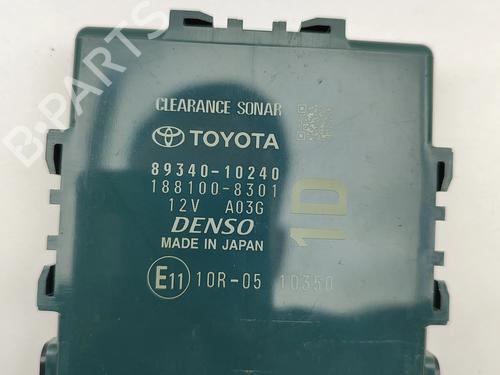 B-PARTS
CLEARANCE SONAR
TOYOTA
89340-10240
188100-8301
12V A03G
DENSO
MADE IN JAPAN
E11 10R-05 10350
1D